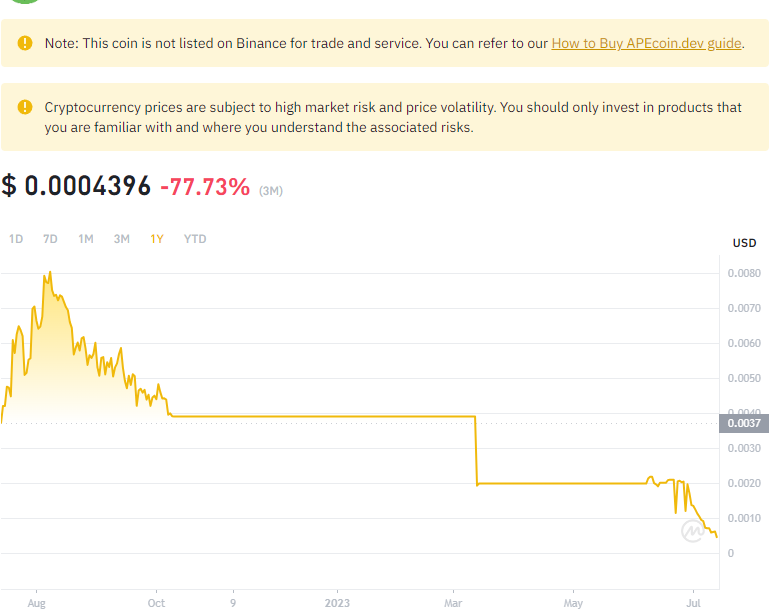 Note: This coin is not listed on Binance for trade and service. You can refer to our How to Buy APEcoin.dev guide.
Cryptocurrency prices are subject to high market risk and price volatility. You should only invest in products that
you are familiar with and where you understand the associated risks.
$ 0.0004396 -77.73% (3M)
1D 7D 1M 3M 1Y YTD
USD
0.0080
0.0070
0.0060
0.0050
0.0040
0.0037
0.0030
0.0020
0.0010
0
Aug Oct 9 2023 Mar May Jul